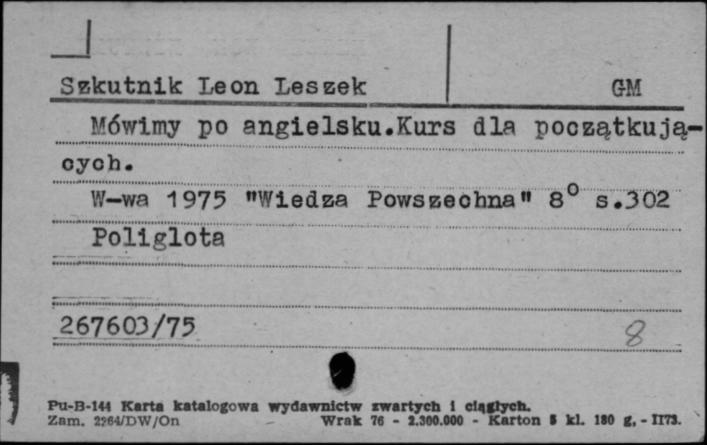 Szkutnik Leon Leszek GM
Mówimy po angielsku.Kurs dla początkują-
cych.
W-wa 1975 "Wiedza Powszechna" 8° s.302
Poliglota
267603/75 8
Pu-B-144 Karta katalogowa wydawnictw zwartych i ciągłych.
Zam. 2264/DW/On Wrak 76 - 2.300.000 - Karton 5 kl. 180 g, - II73.